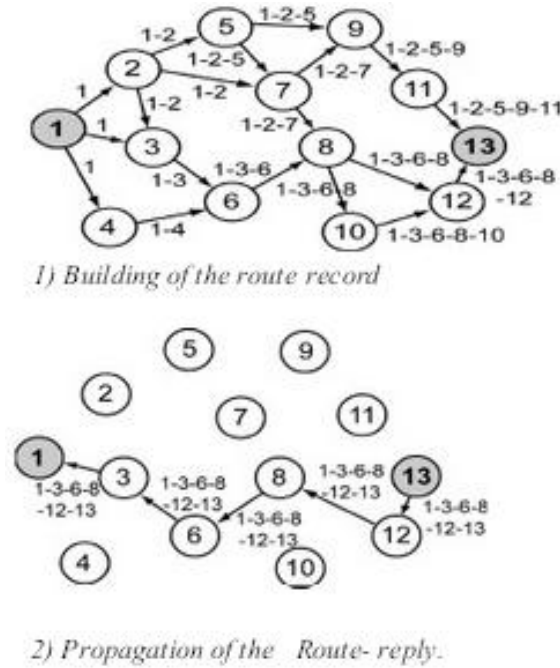 1-2 5 1-2-5 9
1-2-5 1-2-5-9
2 1-2 7 1-2-7 11
1 1-2 1-2-5-9-11
1 1 3 1-2-7 8 13
1 1-3 1-3-6 1-3-6-8 1-3-6-8
6 1-3-6-8 12 -12
4 1-4 10 1-3-6-8-10
1) Building of the route record
5 9
2 7 11
1 3 1-3-6-8 8 1-3-6-8 13
1-3-6-8 -12-13 -12-13 1-3-6-8
-12-13 6 1-3-6-8 12 -12-13
-12-13
4 10
2) Propagation of the Route- reply.